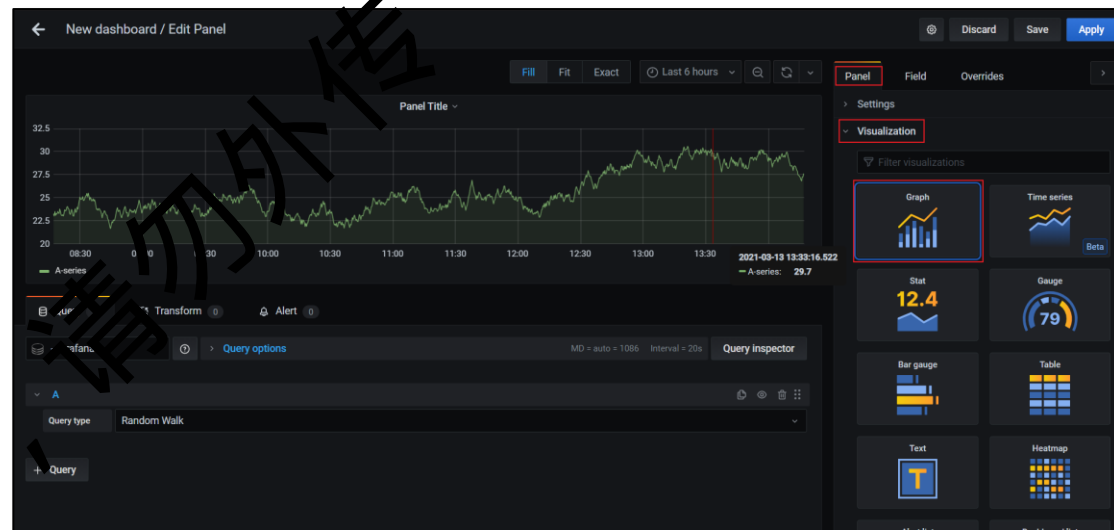 New dashboard / Edit Panel
Discard Save Apply
Fill Fit Exact Last 6 hours
Panel Field Overrides
Panel Title
Settings
Visualization
Filter visualizations
32.5
30
27.5
25
22.5
20
08:30 10:00 10:30 11:00 11:30 12:00 12:30 13:00 13:30
A-series
2021-03-13 13:33:16.522
A-series: 29.7
Graph Time series
Beta
Stat Gauge
12.4 79
Transform 0 Alert 0
Query options MD = auto = 1086 Interval = 20s Query inspector
Bar gauge Table
A
Query type Random Walk
Text Heatmap
T
+ Query
请勿外传